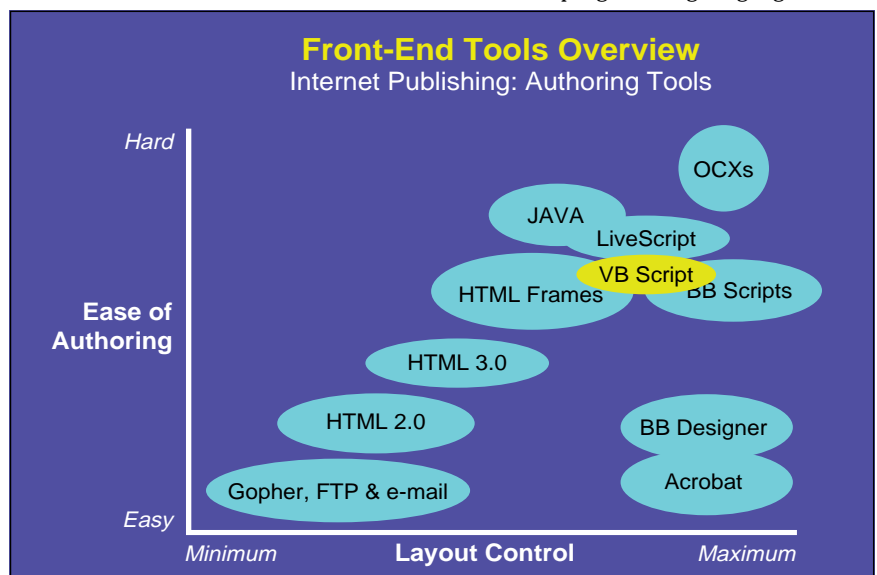 Front-End Tools Overview
Internet Publishing: Authoring Tools
Hard
OCXs
JAVA
LiveScript
VB Script
HTML Frames
BB Scripts
Ease of
Authoring
HTML 3.0
HTML 2.0
BB Designer
Acrobat
Gopher, FTP & e-mail
Easy
Minimum
Layout Control
Maximum